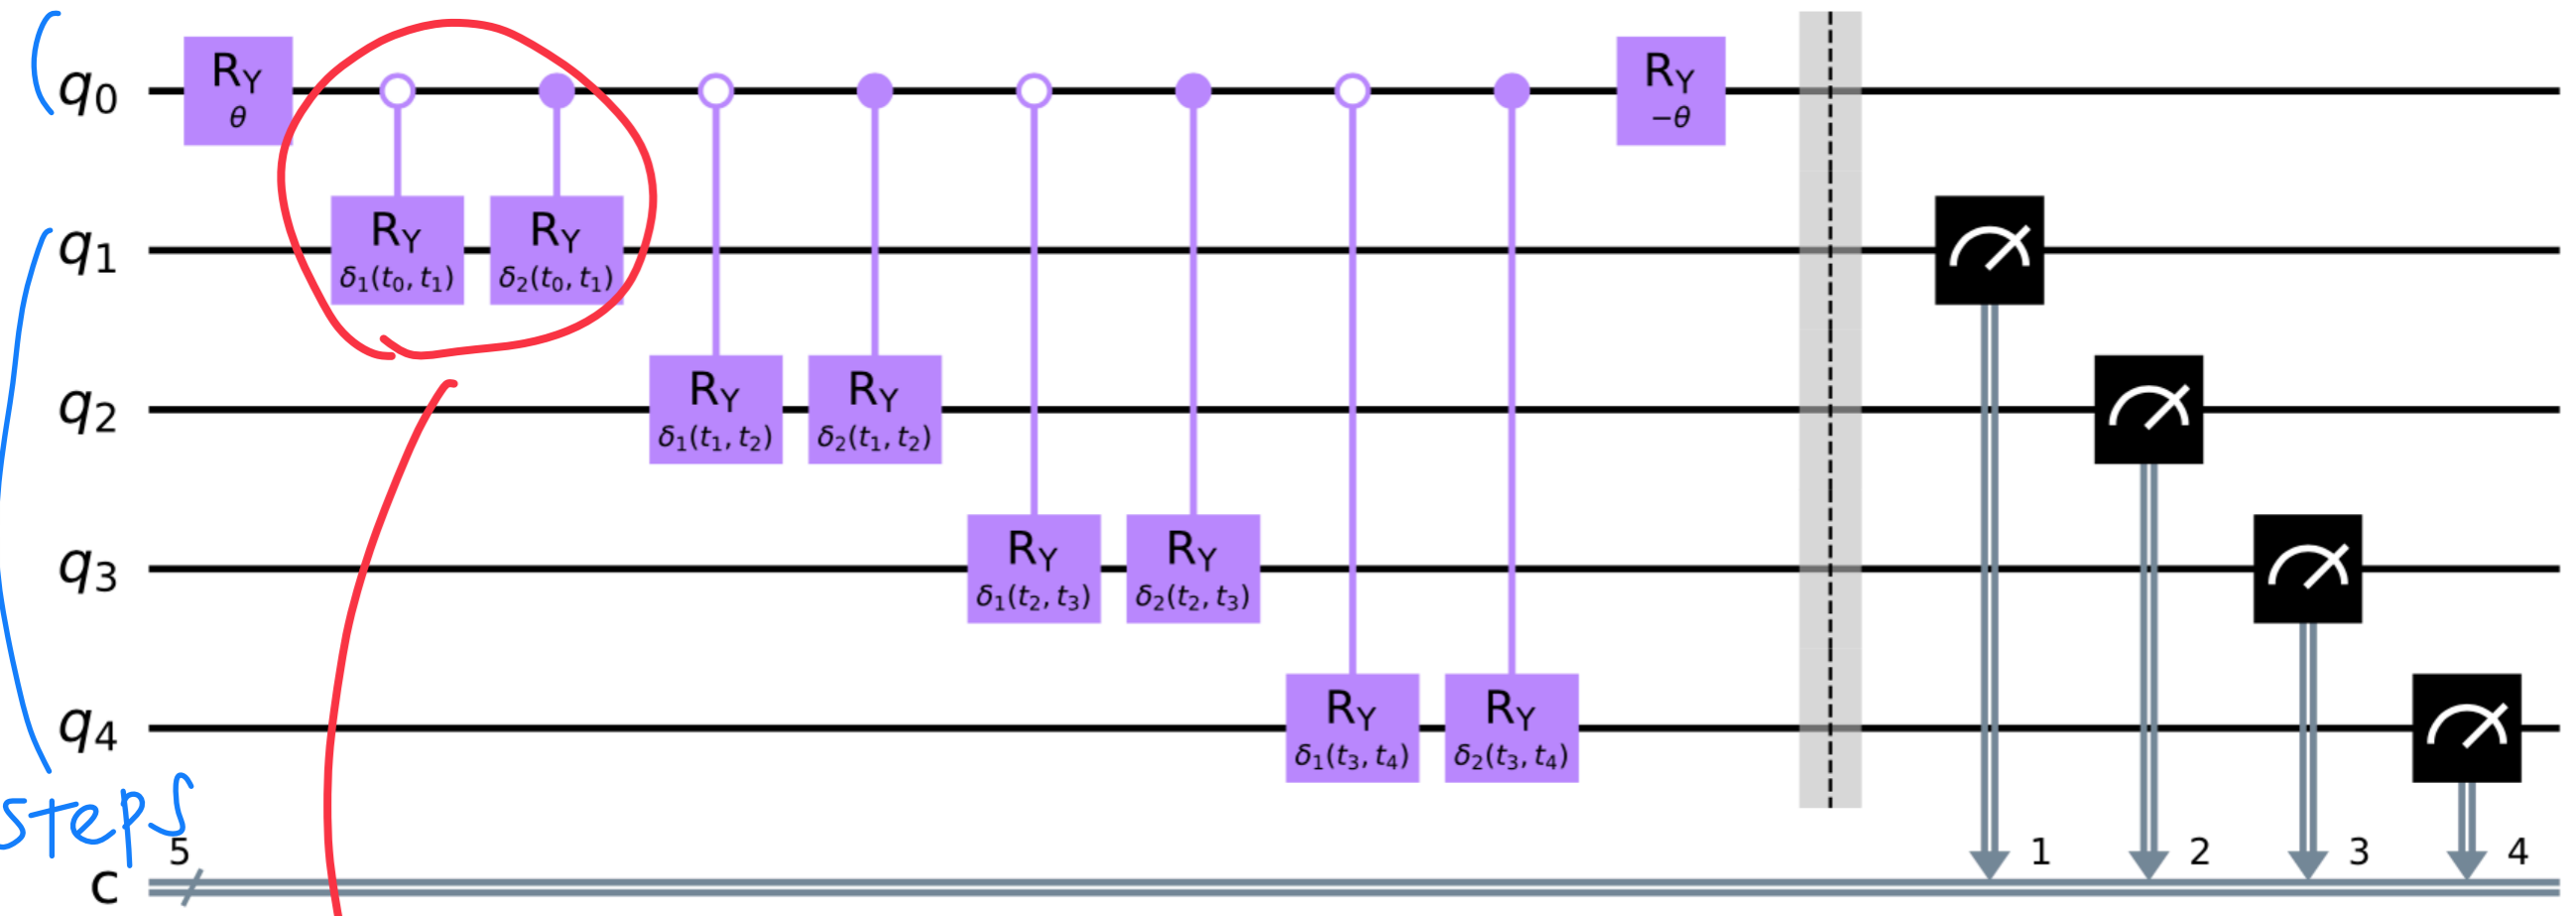 q0 RY θ RY −θ
q1 RY δ1(t0, t1) RY δ2(t0, t1)
q2 RY δ1(t1, t2) RY δ2(t1, t2)
q3 RY δ1(t2, t3) RY δ2(t2, t3)
q4 RY δ1(t3, t4) RY δ2(t3, t4)
steps
5 1 2 3 4
c